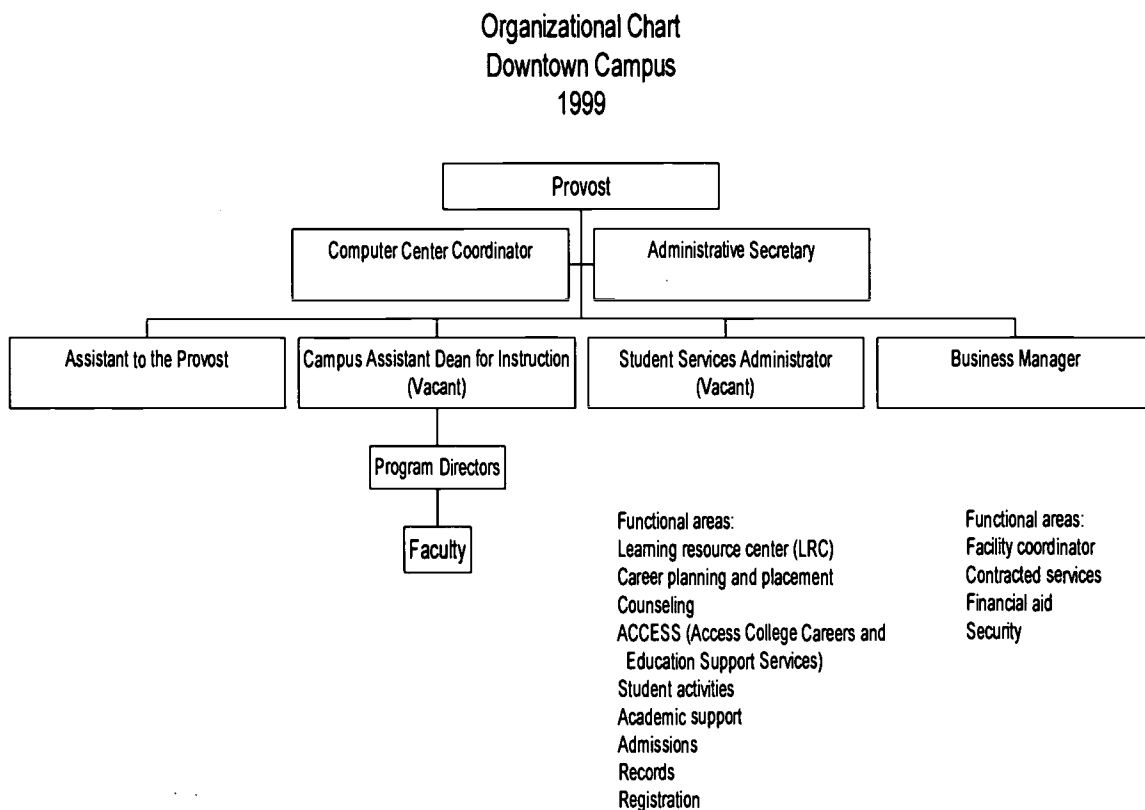 Organizational Chart
Downtown Campus
1999
Provost
Computer Center Coordinator
Administrative Secretary
Assistant to the Provost
Campus Assistant Dean for Instruction
(Vacant)
Student Services Administrator
(Vacant)
Business Manager
Program Directors
Faculty
Functional areas:
Learning resource center (LRC)
Career planning and placement
Counseling
ACCESS (Access College Careers and
Education Support Services)
Student activities
Academic support
Admissions
Records
Registration
Functional areas:
Facility coordinator
Contracted services
Financial aid
Security